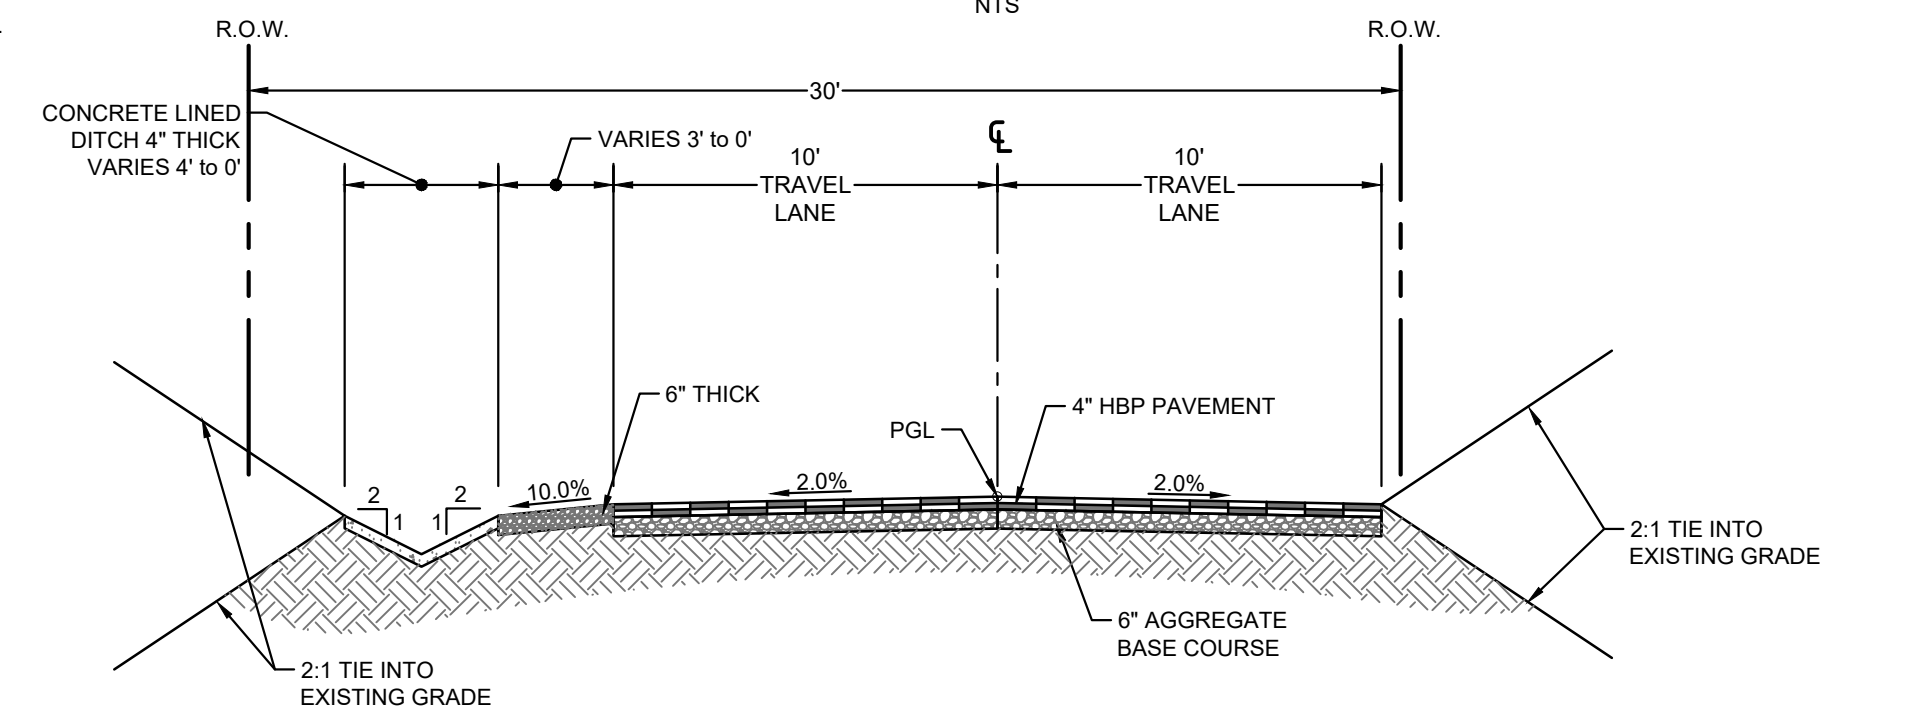 NTS
R.O.W.
R.O.W.
30'
CONCRETE LINED
DITCH 4" THICK
VARIES 4' to 0'
VARIES 3' to 0'
CL
10'
TRAVEL
LANE
10'
TRAVEL
LANE
6" THICK
4" HBP PAVEMENT
PGL
2
1
2
1
10.0%
2.0%
2.0%
2:1 TIE INTO
EXISTING GRADE
6" AGGREGATE
BASE COURSE
2:1 TIE INTO
EXISTING GRADE